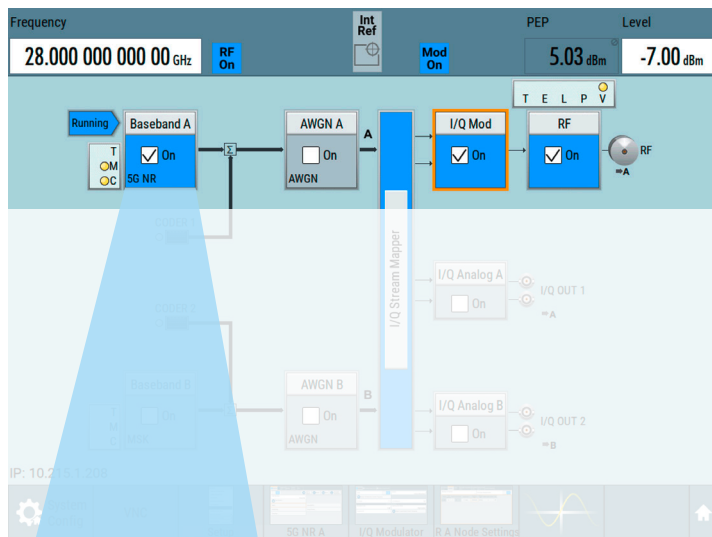 Frequency
Int Ref
PEP
Level
28.000 000 000 00 GHz
RF On
Mod On
5.03 dBm
-7.00 dBm
T E L P V
Running
Baseband A
AWGN A
A
I/Q Mod
RF
T
M
C
On
On
On
On
RF
⇒A
5G NR
AWGN
Σ
CODER 1
I/Q Stream Mapper
I/Q Analog A
On
I/Q OUT 1
⇒A
CODER 2
Baseband B
AWGN B
B
I/Q Analog B
T
M
C
On
On
On
I/Q OUT 2
⇒B
AWGN
IP: 10.215.1.208
5G NR A
I/Q Modulator
R A Node Settings